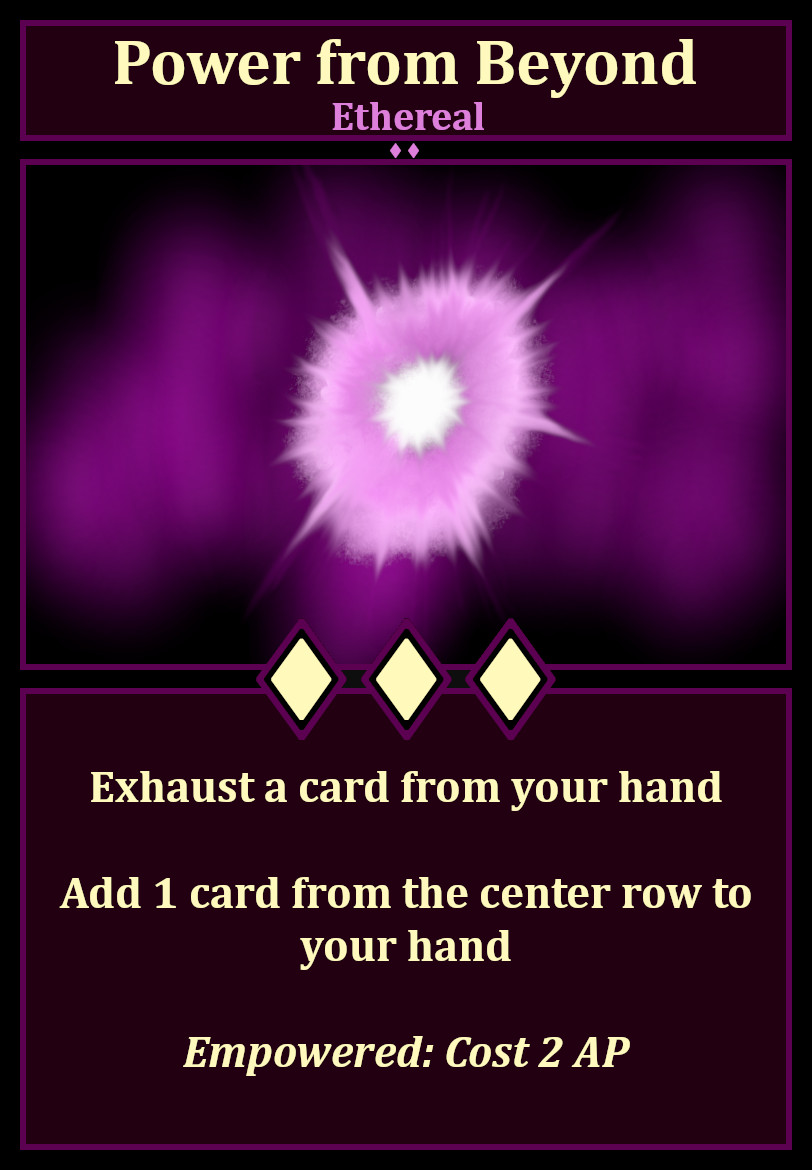 Power from Beyond
Ethereal
Exhaust a card from your hand
Add 1 card from the center row to
your hand
Empowered: Cost 2 AP